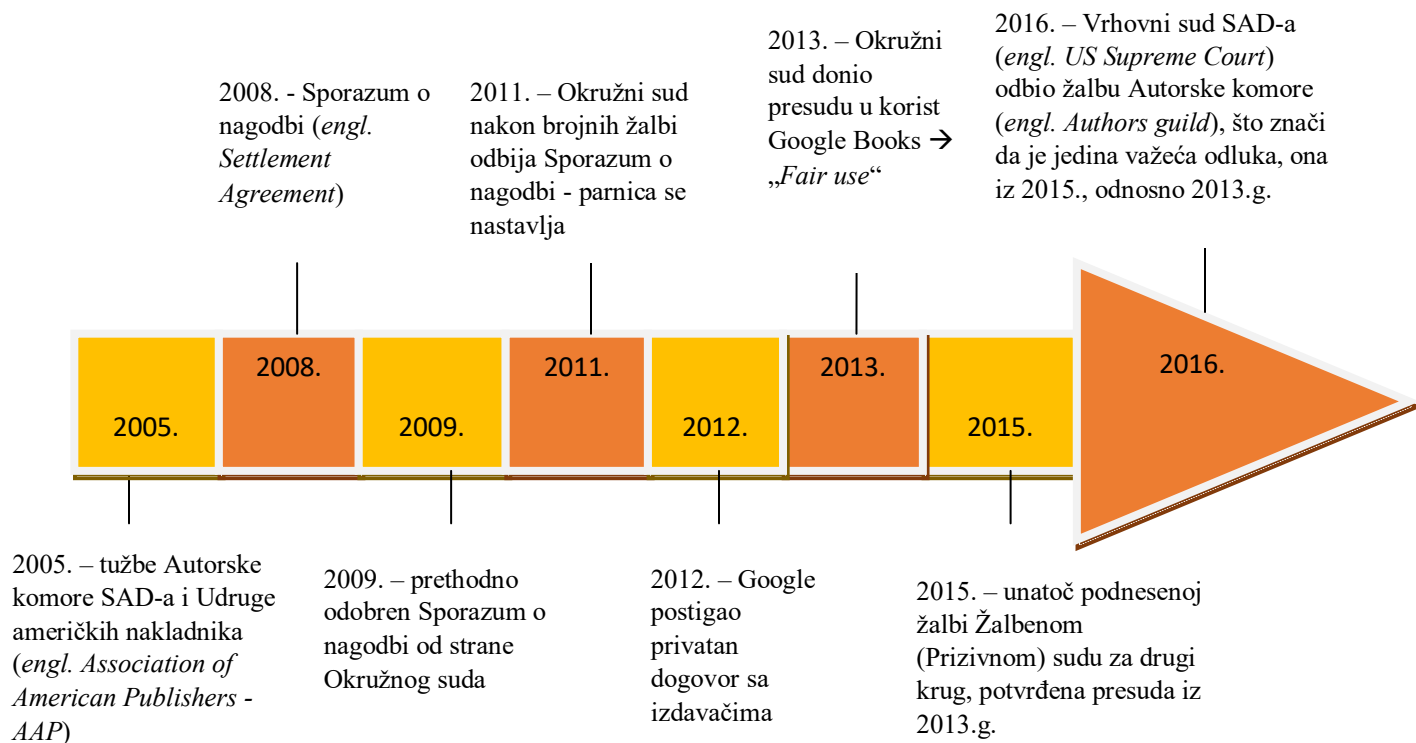 2008. - Sporazum o
nagodbi (engl.
Settlement
Agreement)
2011. – Okružni sud
nakon brojnih žalbi
odbija Sporazum o
nagodbi - parnica se
nastavlja
2013. – Okružni
sud donio
presudu u korist
Google Books →
„Fair use“
2016. – Vrhovni sud SAD-a
(engl. US Supreme Court)
odbio žalbu Autorske komore
(engl. Authors guild), što znači
da je jedina važeća odluka, ona
iz 2015., odnosno 2013.g.
2005.
2008.
2009.
2011.
2012.
2013.
2015.
2016.
2005. – tužbe Autorske
komore SAD-a i Udruge
američkih nakladnika
(engl. Association of
American Publishers -
AAP)
2009. – prethodno
odobren Sporazum o
nagodbi od strane
Okružnog suda
2012. – Google
postigao
privatan
dogovor sa
izdavačima
2015. – unatoč podnesenoj
žalbi Žalbenom
(Prizivnom) sudu za drugi
krug, potvrđena presuda iz
2013.g.